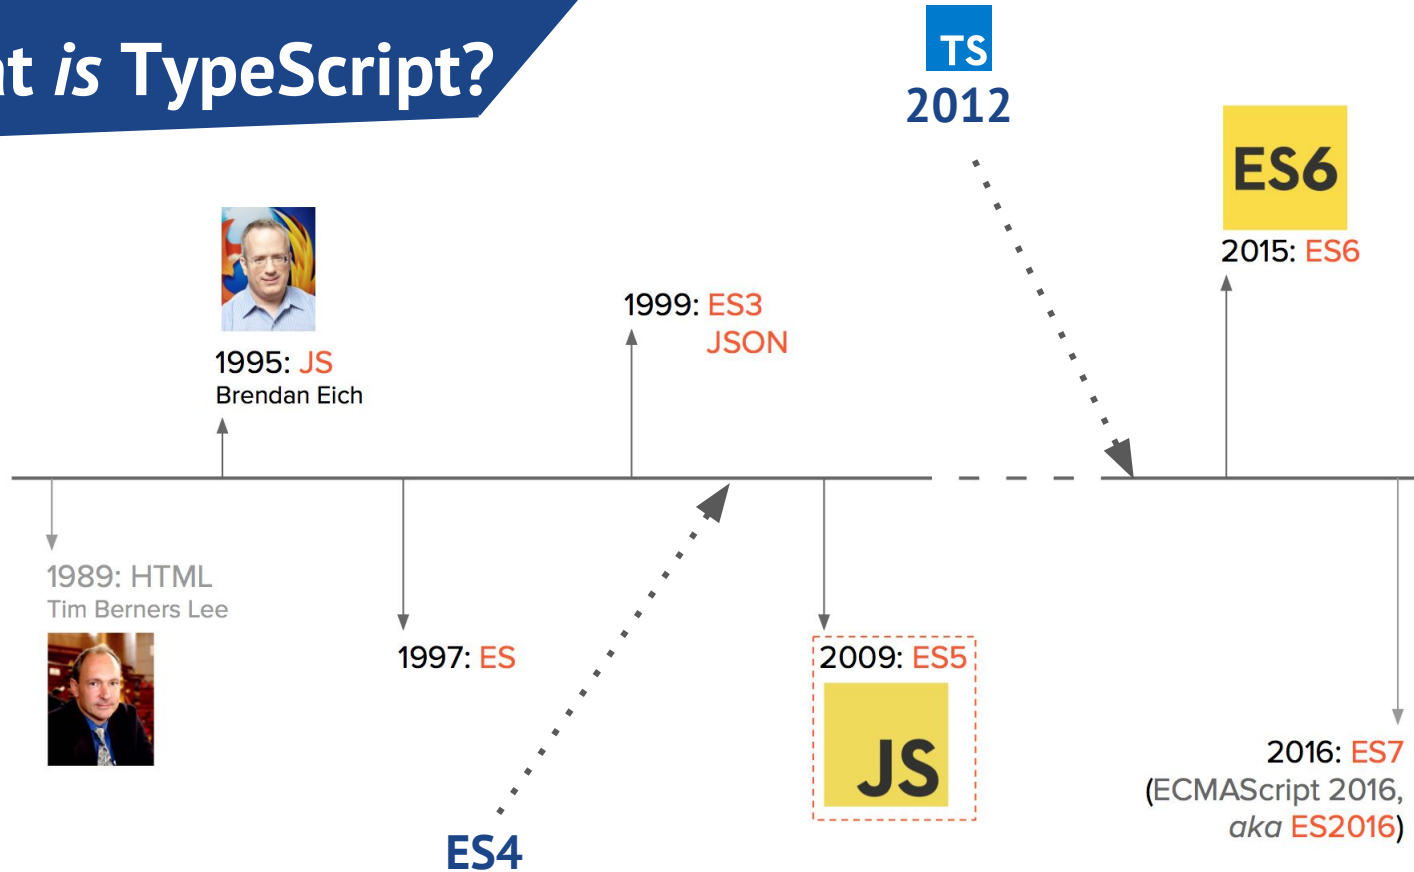 is TypeScript?
TS
2012
ES6
2015: ES6
1999: ES3
JSON
1995: JS
Brendan Eich
1989: HTML
Tim Berners Lee
1997: ES
2009: ES5
JS
ES4
2016: ES7
(ECMAScript 2016,
aka ES2016)